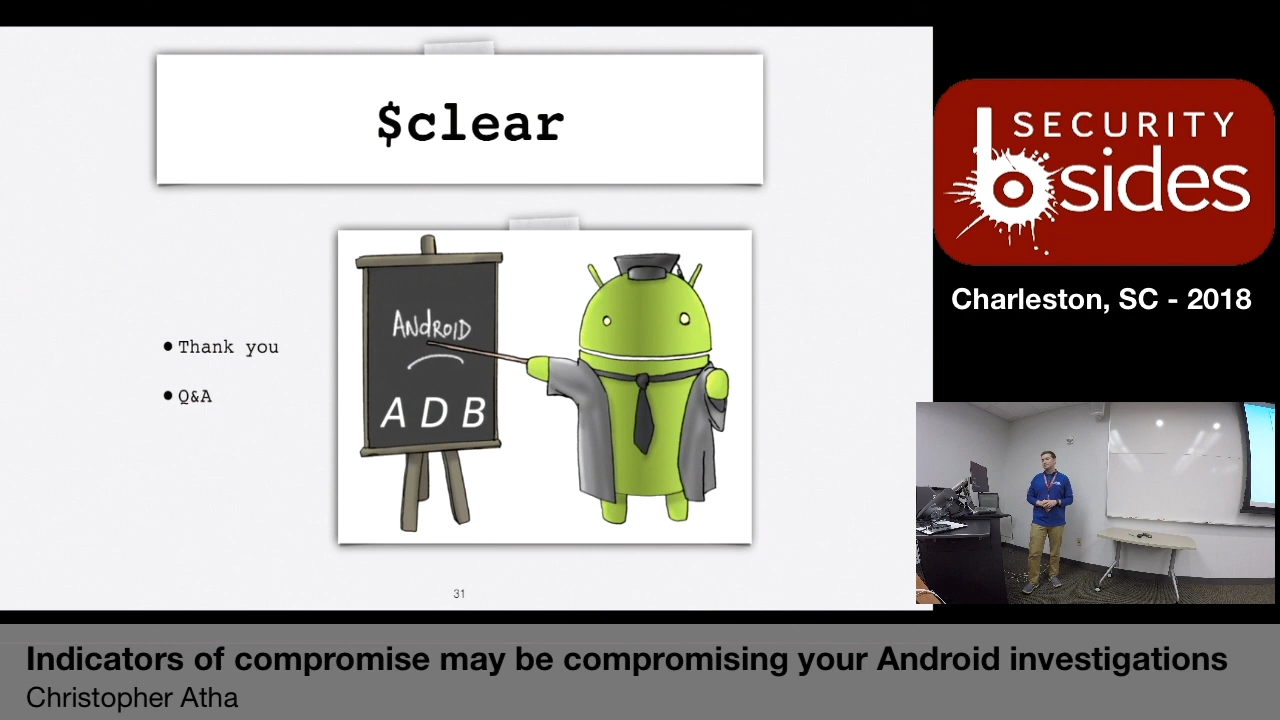 $clear
ANdROID
ADB
Thank you
Q&A
31
SECURITY
bsides
Charleston, SC - 2018
Indicators of compromise may be compromising your Android investigations
Christopher Atha